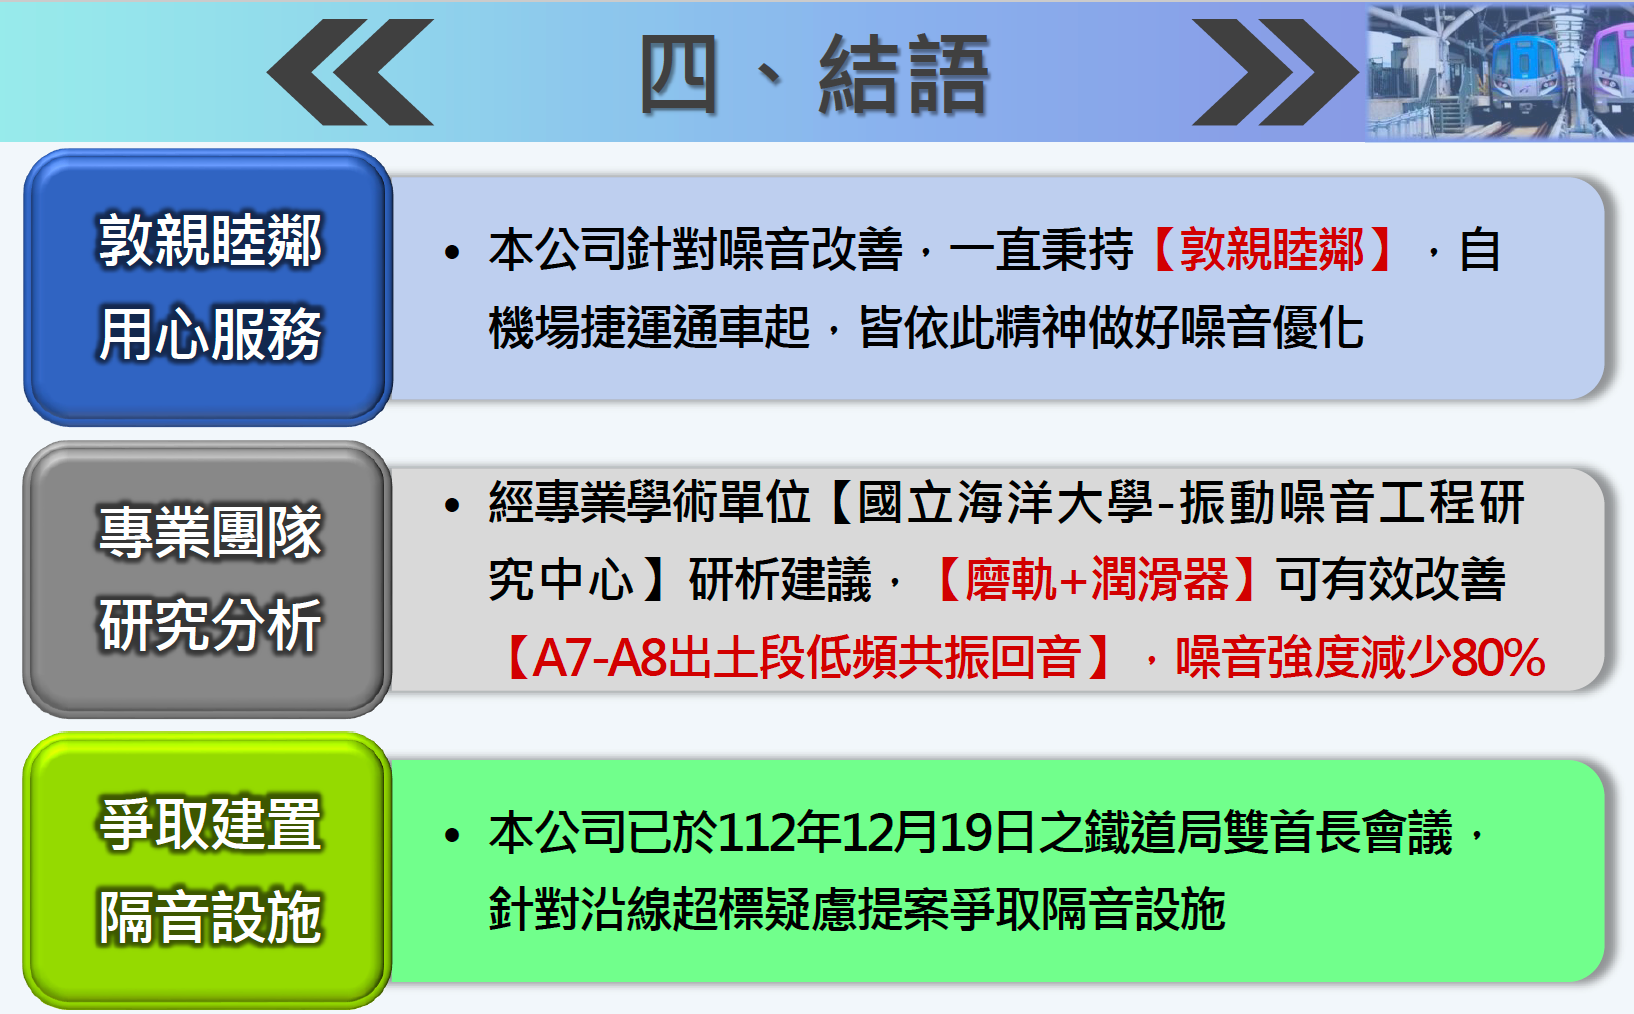 四、結語
敦親睦鄰
用心服務
• 本公司針對噪音改善，一直秉持【敦親睦鄰】，自
機場捷運通車起，皆依此精神做好噪音優化
專業團隊
研究分析
• 經專業學術單位【國立海洋大學-振動噪音工程研
究中心】研析建議，【磨軌+潤滑器】可有效改善
【A7-A8出土段低頻共振回音】，噪音強度減少80%
爭取建置
隔音設施
• 本公司已於112年12月19日之鐵道局雙首長會議，
針對沿線超標疑慮提案爭取隔音設施